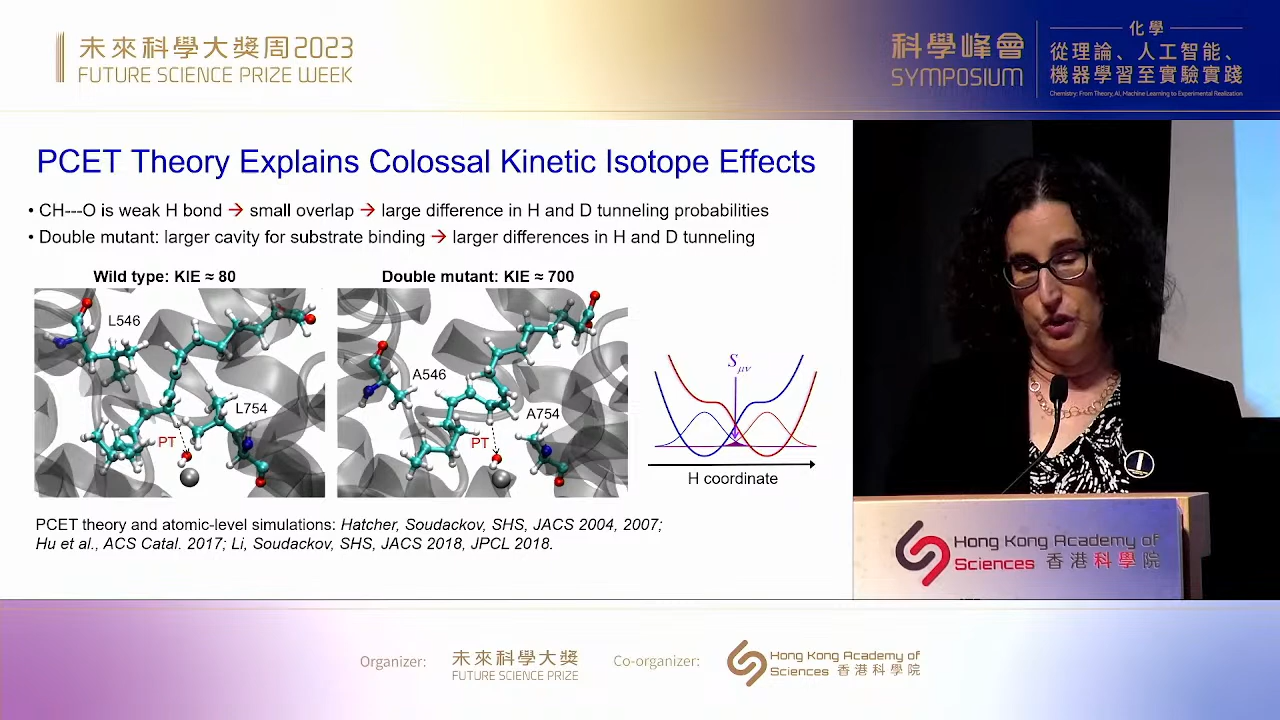 未來科學大獎周2023
FUTURE SCIENCE PRIZE WEEK
科學峰會
SYMPOSIUM
化學
從理論、人工智能、
機器學習至實驗實踐
Chemistry: From Theory, AI, Machine Learning to Experimental Realization
PCET Theory Explains Colossal Kinetic Isotope Effects
• CH---O is weak H bond → small overlap → large difference in H and D tunneling probabilities
• Double mutant: larger cavity for substrate binding → larger differences in H and D tunneling
Wild type: KIE ≈ 80
Double mutant: KIE ≈ 700
L546
L754
PT
A546
A754
PT
Sμν
H coordinate
PCET theory and atomic-level simulations: Hatcher, Soudackov, SHS, JACS 2004, 2007;
Hu et al., ACS Catal. 2017; Li, Soudackov, SHS, JACS 2018, JPCL 2018.
Hong Kong Academy of
Sciences 香港科學院
Organizer:
未來科學大獎
FUTURE SCIENCE PRIZE
Co-organizer:
Hong Kong Academy of
Sciences 香港科學院